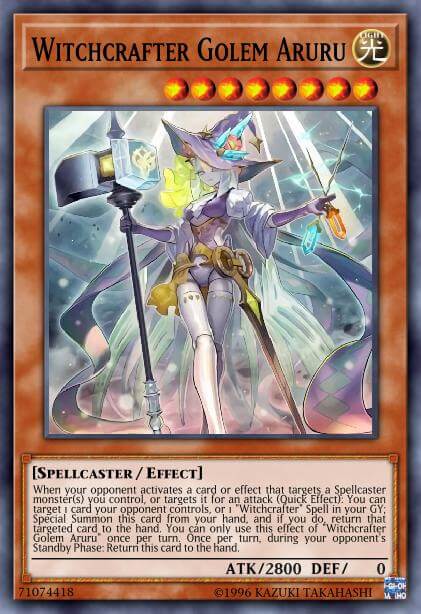 WITCHCRAFTER GOLEM ARURU
LIGHT
光
[SPELLCASTER / EFFECT]
When your opponent activates a card or effect that targets a Spellcaster
monster(s) you control, or targets it for an attack (Quick Effect): You can
target 1 card your opponent controls, or 1 "Witchcrafter" Spell in your GY;
Special Summon this card from your hand, and if you do, return that
targeted card to the hand. You can only use this effect of "Witchcrafter
Golem Aruru" once per turn. Once per turn, during your opponent's
Standby Phase: Return this card to the hand.
ATK/2800 DEF/ 0
71074418
©1996 KAZUKI TAKAHASHI